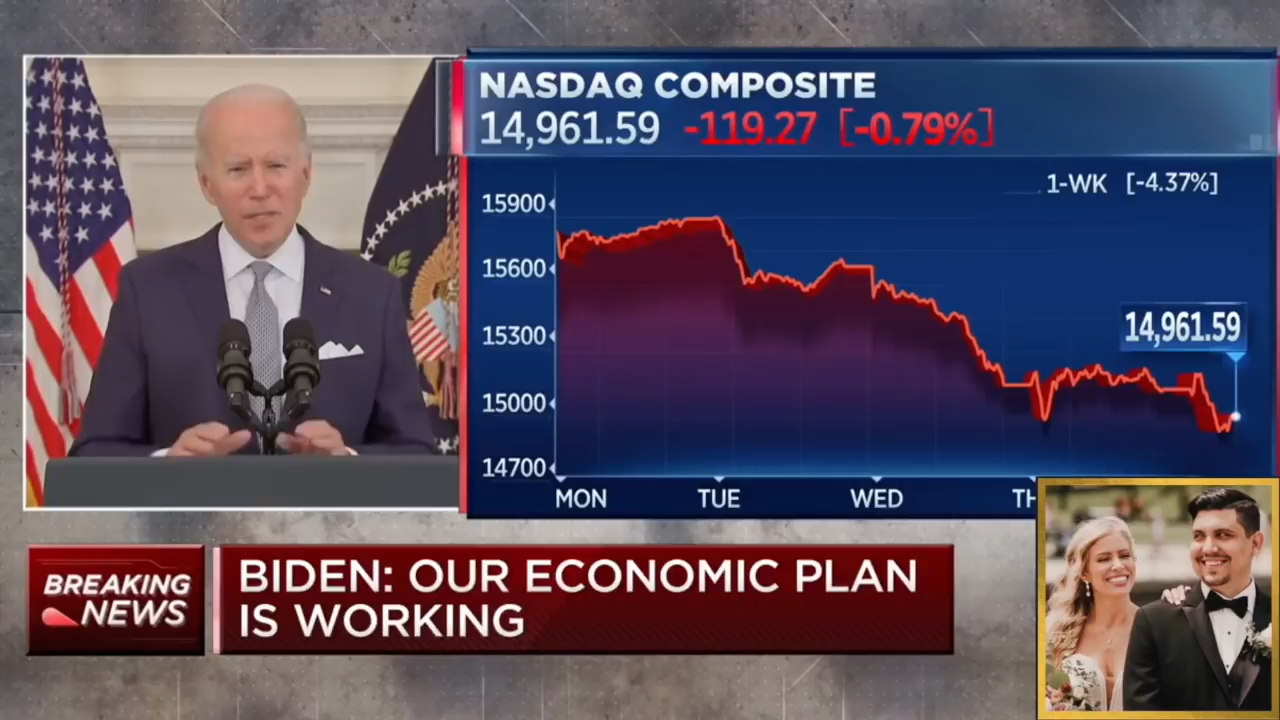 NASDAQ COMPOSITE
14,961.59 -119.27 [-0.79%]
1-WK [-4.37%]
15900
15600
15300
15000
14700
14,961.59
MON TUE WED TH
BREAKING
NEWS
BIDEN: OUR ECONOMIC PLAN
IS WORKING